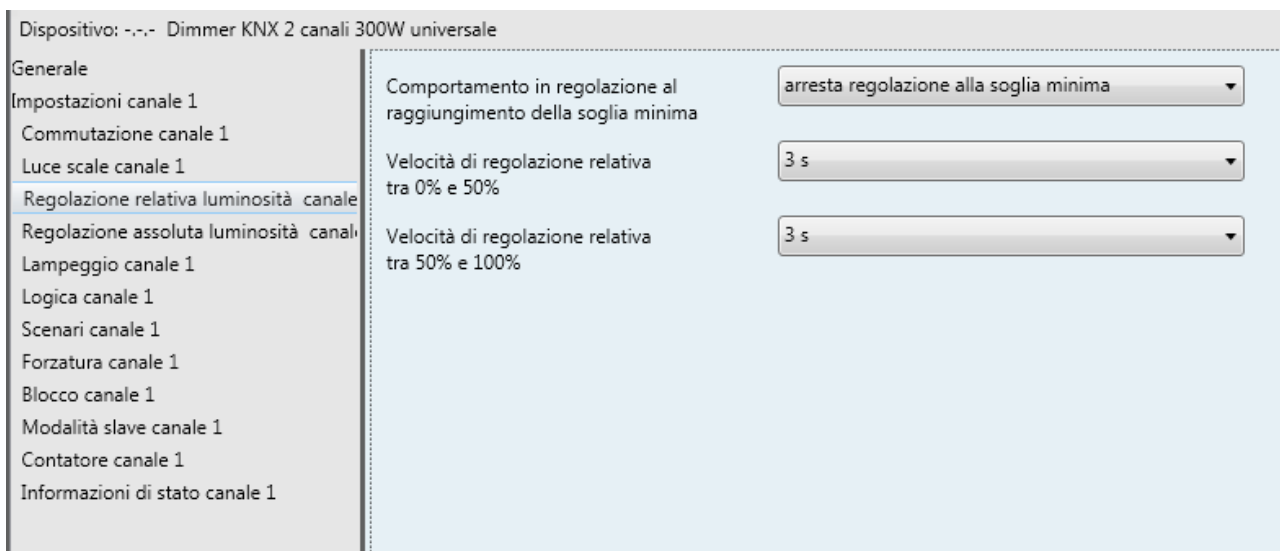 Dispositivo: -.-.- Dimmer KNX 2 canali 300W universale
Generale
Impostazioni canale 1
Commutazione canale 1
Luce scale canale 1
Regolazione relativa luminosità canale
Regolazione assoluta luminosità canal
Lampeggio canale 1
Logica canale 1
Scenari canale 1
Forzatura canale 1
Blocco canale 1
Modalità slave canale 1
Contatore canale 1
Informazioni di stato canale 1
Comportamento in regolazione al
raggiungimento della soglia minima
arresta regolazione alla soglia minima
Velocità di regolazione relativa
tra 0% e 50%
3 s
Velocità di regolazione relativa
tra 50% e 100%
3 s